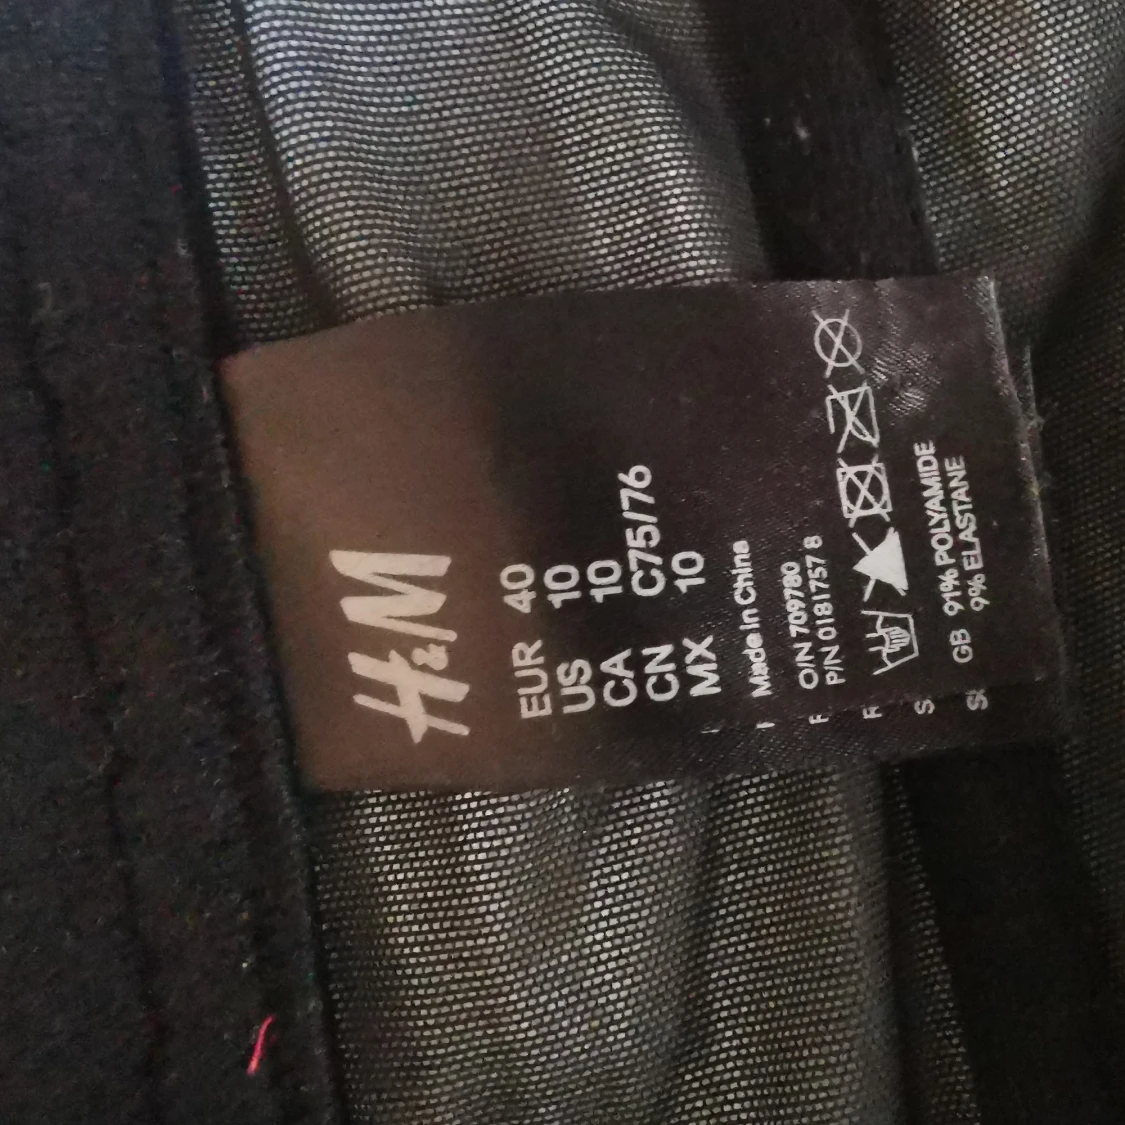 H&M
EUR 40
US 10
CA 10
CN C75/76
MX 10
Made in China
O/N 709780
P/N 0181757 8
GB 91% POLYAMIDE
9% ELASTANE